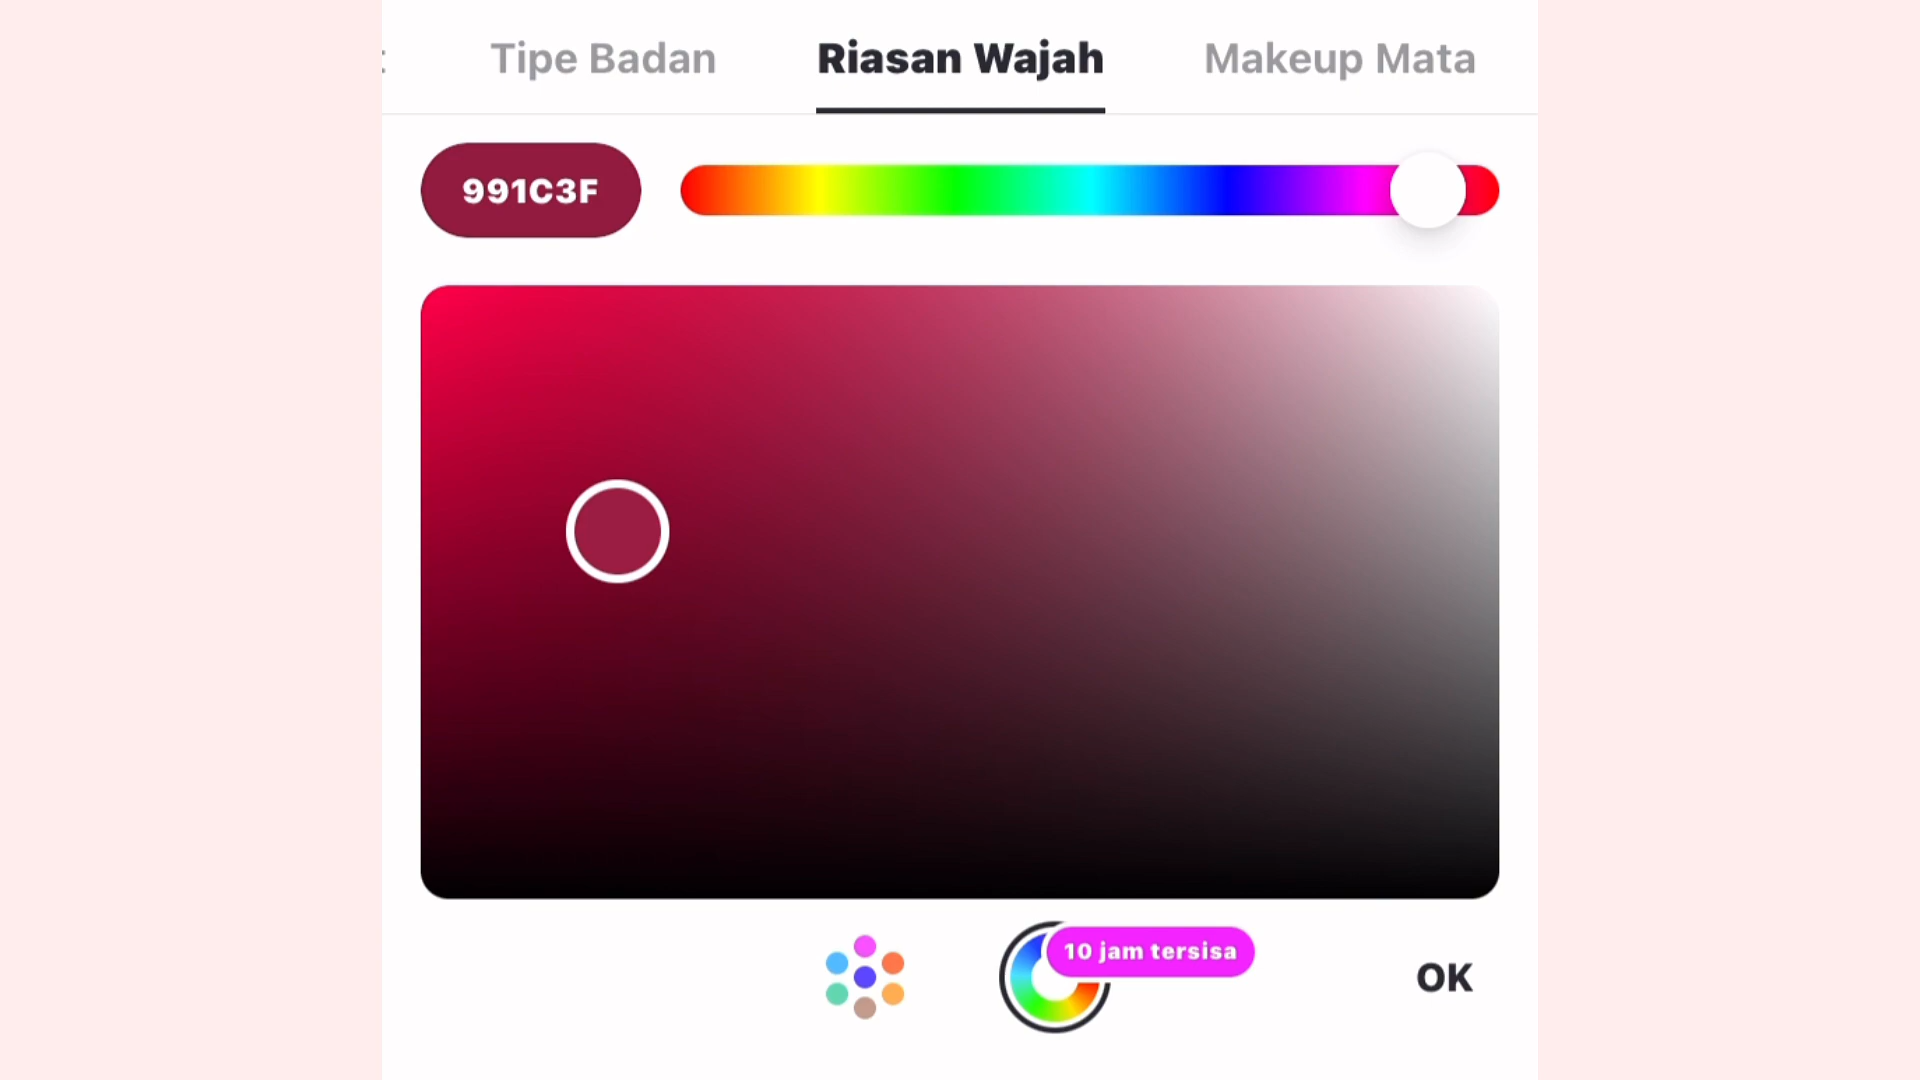 Tipe Badan
Riasan Wajah
Makeup Mata
991C3F
10 jam tersisa
OK